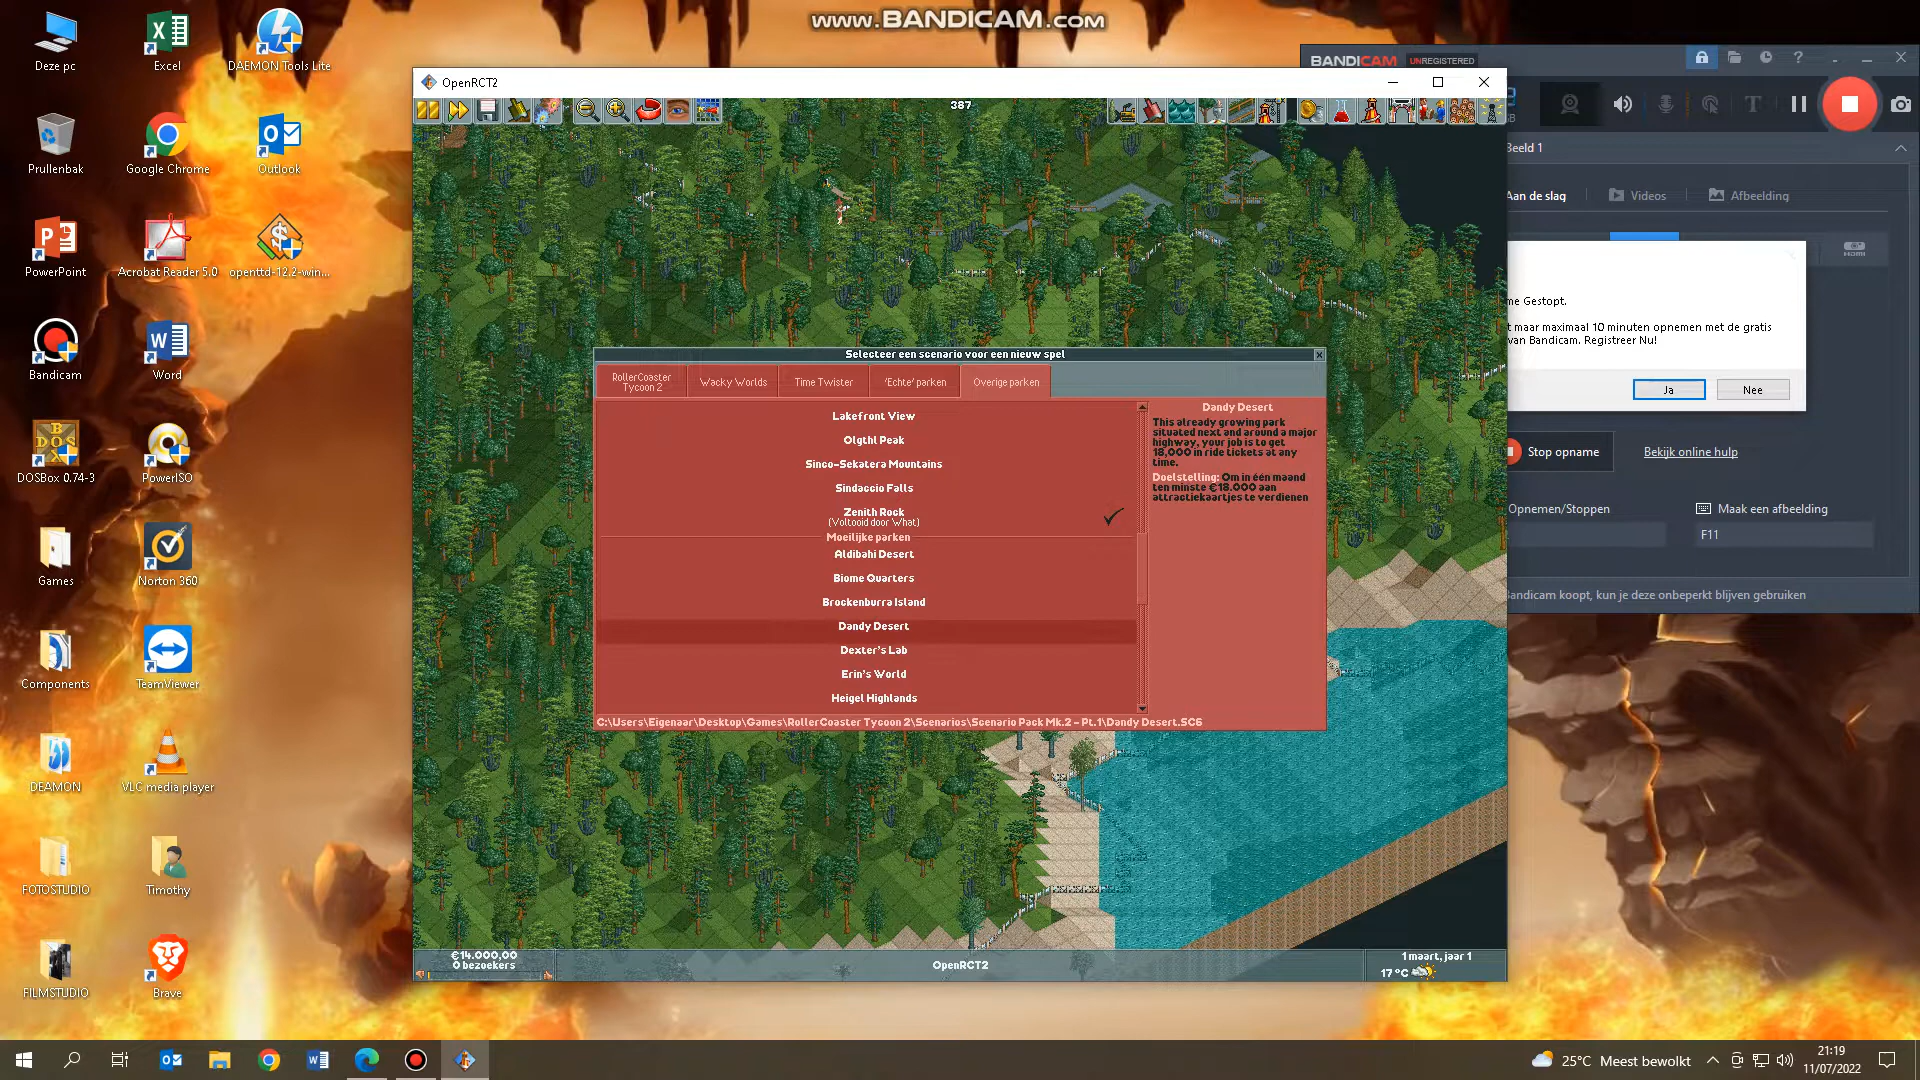 www.BANDICAM.com
Deze pc
Excel
DAEMON Tools Lite
Prullenbak
Google Chrome
Outlook
PowerPoint
Acrobat Reader 5.0
openttd-12.2-win...
Bandicam
Word
DOSBox 0.74-3
PowerISO
Games
Norton 360
Components
TeamViewer
DEAMON
VLC media player
FOTOSTUDIO
Timothy
FILMSTUDIO
Brave
OpenRCT2
387
Selecteer een scenario voor een nieuw spel
RollerCoaster Tycoon 2
Wacky Worlds
Time Twister
'Echte' parken
Overige parken
Lakefront View
Olgthl Peak
Sinco-Sekatera Mountains
Sindaccio Falls
Zenith Rock
(Voltooid door What)
Moeilijke parken
Aldibahi Desert
Biome Quarters
Brockenburra Island
Dandy Desert
Dexter's Lab
Erin's World
Heigel Highlands
Dandy Desert
This already growing park
situated next and around a major
highway, your job is to get
18,000 in ride tickets at any
time.
Doelstelling: Om in één maand
ten minste €18.000 aan
attractiekaartjes te verdienen
C:\Users\Eigenaar\Desktop\Games\RollerCoaster Tycoon 2\Scenarios\Scenario Pack Mk.2 - Pt.1\Dandy Desert.SC6
€14.000,00
0 bezoekers
OpenRCT2
1 maart, jaar 1
17 °C
BANDICAM UNREGISTERED
Beeld 1
Aan de slag
Videos
Afbeelding
HDMI
me Gestopt.
t maar maximaal 10 minuten opnemen met de gratis
van Bandicam. Registreer Nu!
Ja
Nee
Stop opname
Bekijk online hulp
Opnemen/Stoppen
Maak een afbeelding
F11
Bandicam koopt, kun je deze onbeperkt blijven gebruiken
25°C Meest bewolkt
21:19
11/07/2022